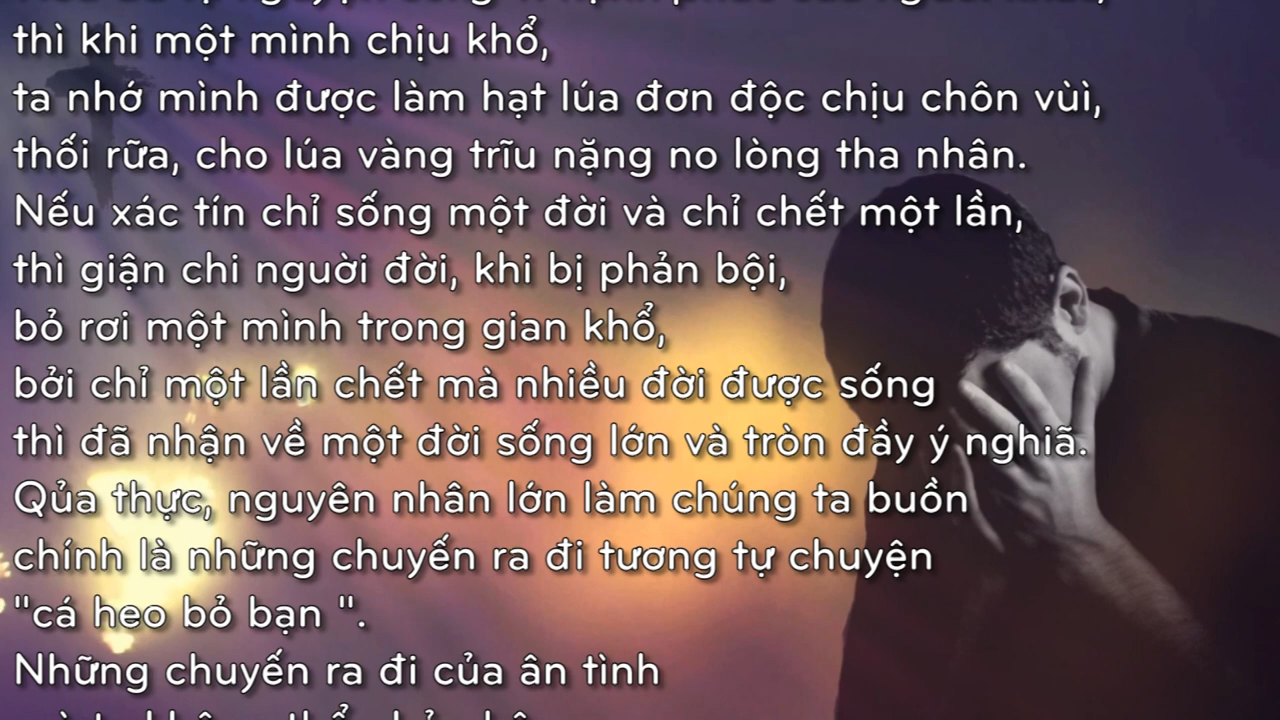 thì khi một mình chịu khổ,
ta nhớ mình được làm hạt lúa đơn độc chịu chôn vùì,
thối rữa, cho lúa vàng trĩu nặng no lòng tha nhân.
Nếu xác tín chỉ sống một đời và chỉ chết một lần,
thì giận chi nguời đời, khi bị phản bội,
bỏ rơi một mình trong gian khổ,
bởi chỉ một lần chết mà nhiều đời được sống
thì đã nhận về một đời sống lớn và tròn đầy ý nghiã.
Qủa thực, nguyên nhân lớn làm chúng ta buồn
chính là những chuyến ra đi tương tự chuyện
"cá heo bỏ bạn ".
Những chuyến ra đi của ân tình